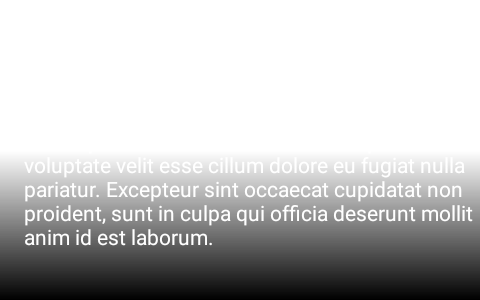 voluptate velit esse cillum dolore eu fugiat nulla
pariatur. Excepteur sint occaecat cupidatat non
proident, sunt in culpa qui officia deserunt mollit
anim id est laborum.